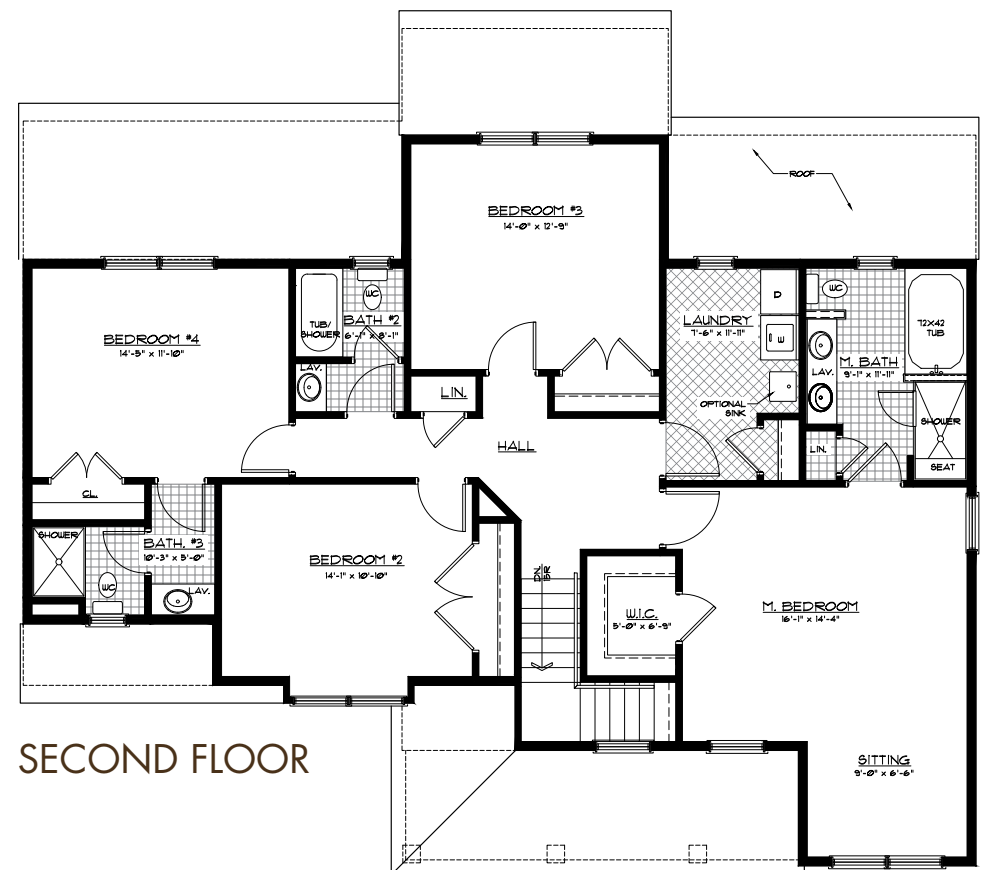 ROOF
BEDROOM #3
14'-0" x 12'-9"
WC
TUB/
SHOWER
BATH #2
6'-1" x 8'-1"
LAV.
BEDROOM #4
14'-5" x 11'-10"
LIN.
HALL
LAUNDRY
7'-6" x 11'-11"
D
W
OPTIONAL
SINK
WC
72x42
TUB
M. BATH
9'-1" x 11'-11"
LAV.
SHOWER
SEAT
LIN.
CL.
SHOWER
BATH. #3
10'-3" x 5'-0"
WC
LAV.
BEDROOM #2
14'-1" x 10'-10"
DN.
W.I.C.
5'-0" x 6'-9"
M. BEDROOM
16'-1" x 14'-4"
SITTING
9'-0" x 6'-6"
SECOND FLOOR